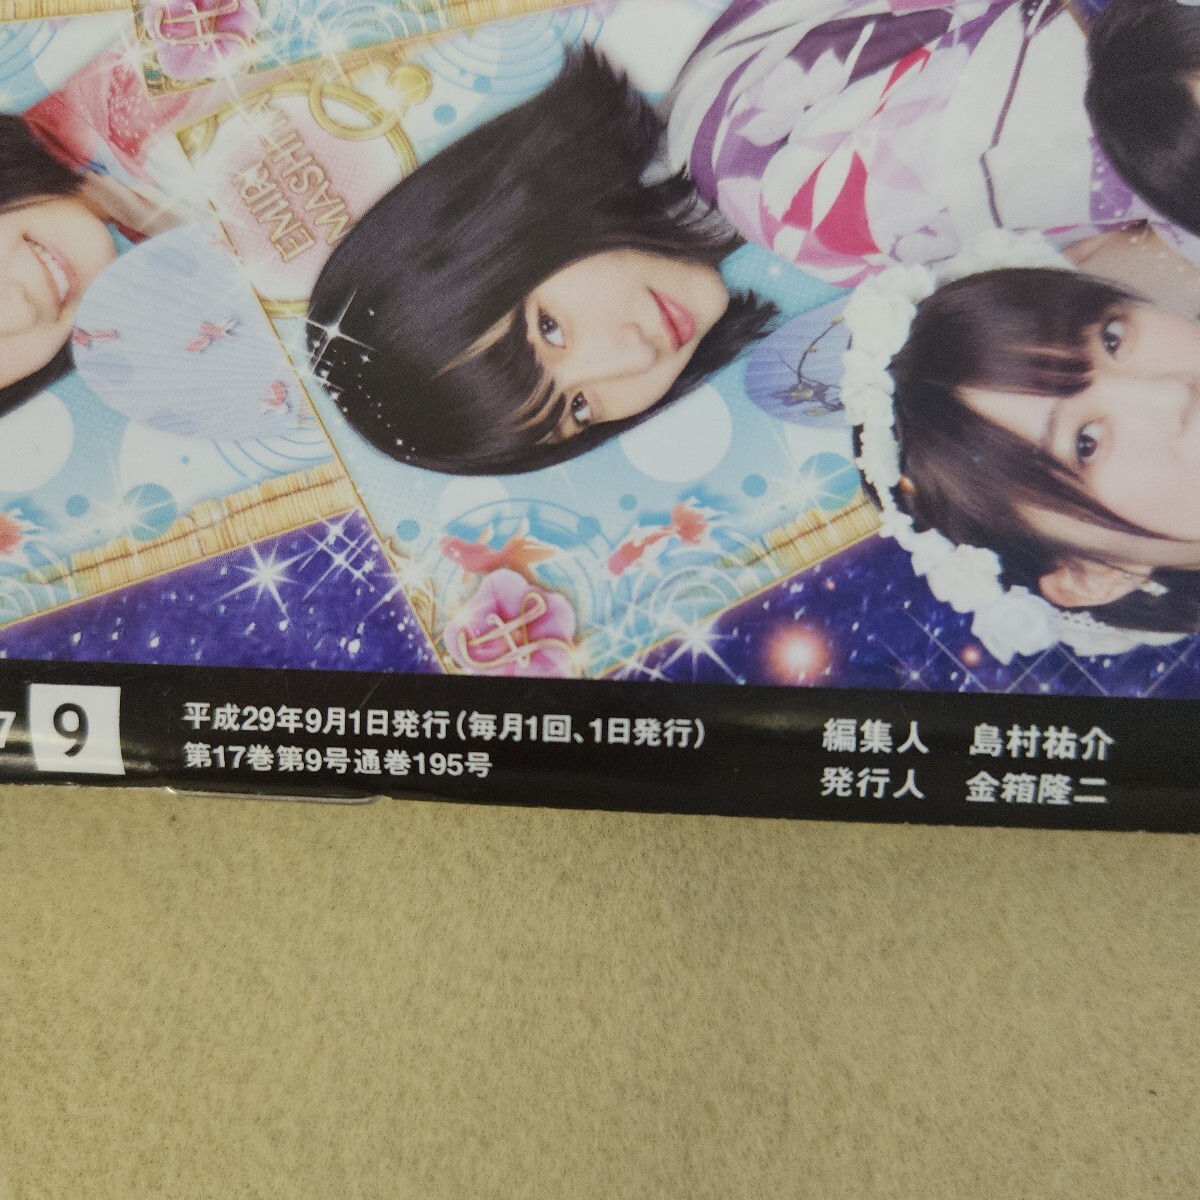 EMIRY
7 9
平成29年9月1日発行(毎月1回、1日発行)
第17巻第9号通巻195号
編集人 島村祐介
発行人 金箱隆二